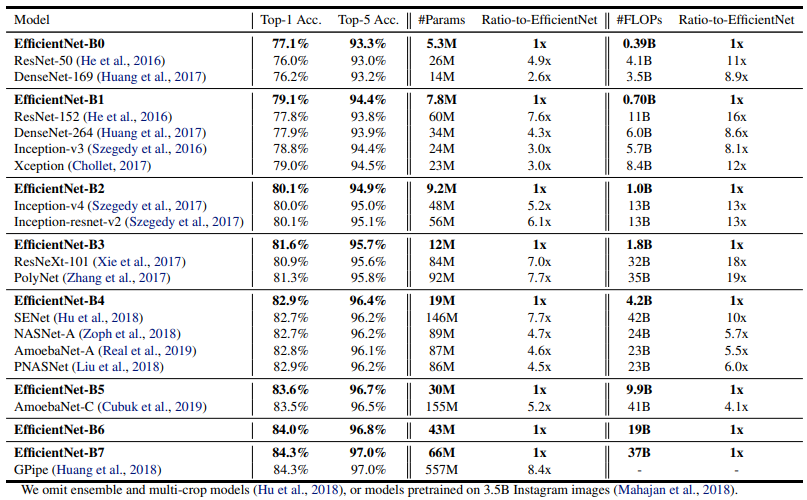 Model Top-1 Acc. Top-5 Acc. #Params Ratio-to-EfficientNet #FLOPs Ratio-to-EfficientNet
EfficientNet-B0 77.1% 93.3% 5.3M 1x 0.39B 1x
ResNet-50 (He et al., 2016) 76.0% 93.0% 26M 4.9x 4.1B 11x
DenseNet-169 (Huang et al., 2017) 76.2% 93.2% 14M 2.6x 3.5B 8.9x
EfficientNet-B1 79.1% 94.4% 7.8M 1x 0.70B 1x
ResNet-152 (He et al., 2016) 77.8% 93.8% 60M 7.6x 11B 16x
DenseNet-264 (Huang et al., 2017) 77.9% 93.9% 34M 4.3x 6.0B 8.6x
Inception-v3 (Szegedy et al., 2016) 78.8% 94.4% 24M 3.0x 5.7B 8.1x
Xception (Chollet, 2017) 79.0% 94.5% 23M 3.0x 8.4B 12x
EfficientNet-B2 80.1% 94.9% 9.2M 1x 1.0B 1x
Inception-v4 (Szegedy et al., 2017) 80.0% 95.0% 48M 5.2x 13B 13x
Inception-resnet-v2 (Szegedy et al., 2017) 80.1% 95.1% 56M 6.1x 13B 13x
EfficientNet-B3 81.6% 95.7% 12M 1x 1.8B 1x
ResNeXt-101 (Xie et al., 2017) 80.9% 95.6% 84M 7.0x 32B 18x
PolyNet (Zhang et al., 2017) 81.3% 95.8% 92M 7.7x 35B 19x
EfficientNet-B4 82.9% 96.4% 19M 1x 4.2B 1x
SENet (Hu et al., 2018) 82.7% 96.2% 146M 7.7x 42B 10x
NASNet-A (Zoph et al., 2018) 82.7% 96.2% 89M 4.7x 24B 5.7x
AmoebaNet-A (Real et al., 2019) 82.8% 96.1% 87M 4.6x 23B 5.5x
PNASNet (Liu et al., 2018) 82.9% 96.2% 86M 4.5x 23B 6.0x
EfficientNet-B5 83.6% 96.7% 30M 1x 9.9B 1x
AmoebaNet-C (Cubuk et al., 2019) 83.5% 96.5% 155M 5.2x 41B 4.1x
EfficientNet-B6 84.0% 96.8% 43M 1x 19B 1x
EfficientNet-B7 84.3% 97.0% 66M 1x 37B 1x
GPipe (Huang et al., 2018) 84.3% 97.0% 557M 8.4x - -
We omit ensemble and multi-crop models (Hu et al., 2018), or models pretrained on 3.5B Instagram images (Mahajan et al., 2018).